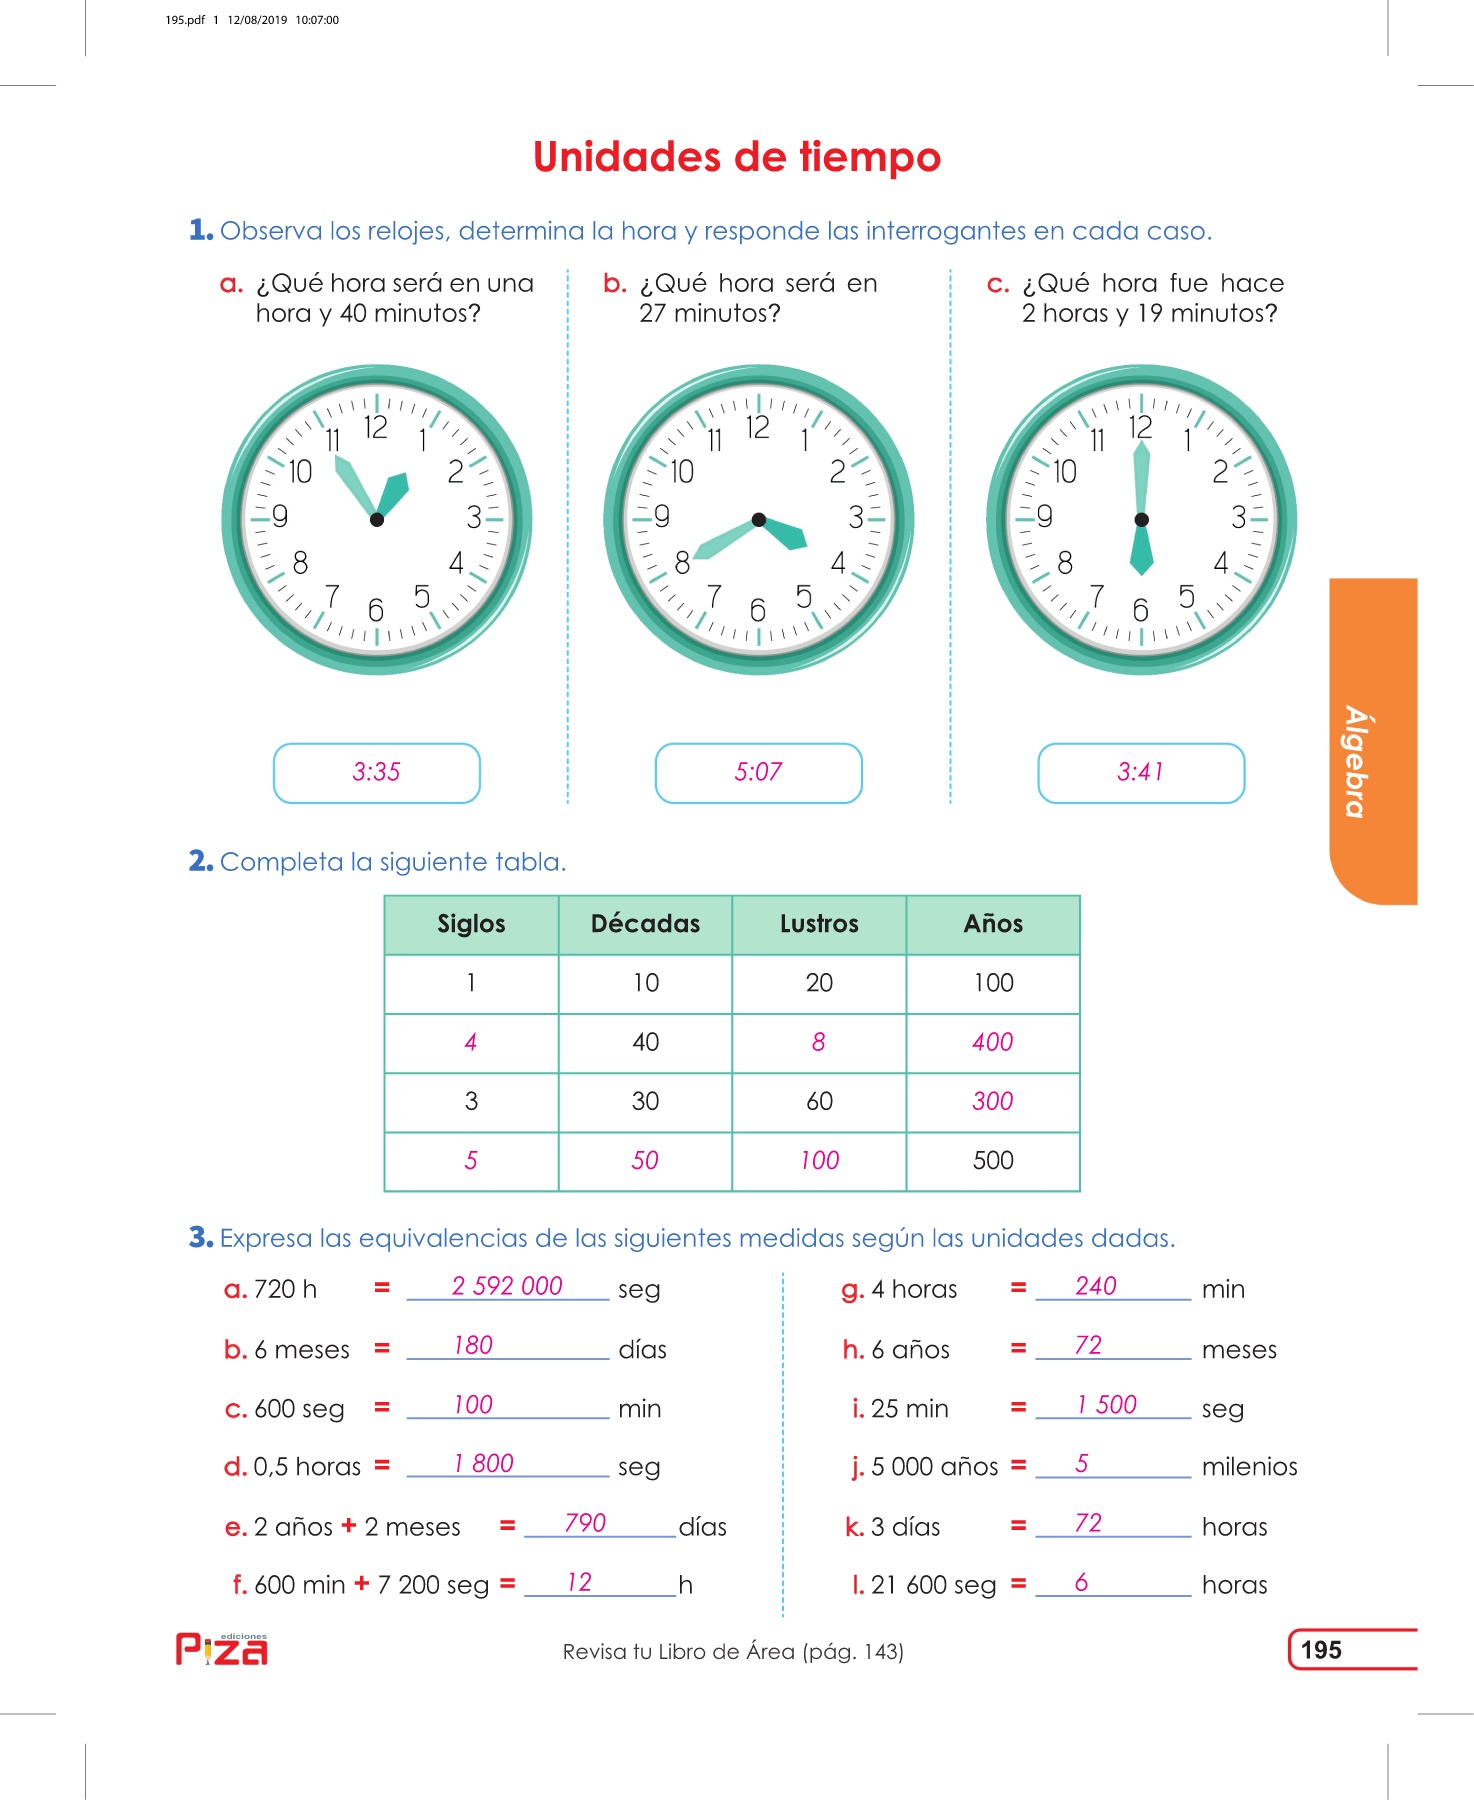 195.pdf 1 12/08/2019 10:07:00
Unidades de tiempo
1. Observa los relojes, determina la hora y responde las interrogantes en cada caso.
a. ¿Qué hora será en una
hora y 40 minutos?
12
1
2
3
4
5
6
7
8
9
10
11
3:35
b. ¿Qué hora será en
27 minutos?
12
1
2
3
4
5
6
7
8
9
10
11
5:07
c. ¿Qué hora fue hace
2 horas y 19 minutos?
12
1
2
3
4
5
6
7
8
9
10
11
3:41
Álgebra
2. Completa la siguiente tabla.
Siglos Décadas Lustros Años
1 10 20 100
4 40 8 400
3 30 60 300
5 50 100 500
3. Expresa las equivalencias de las siguientes medidas según las unidades dadas.
a. 720 h = 2 592 000 seg
b. 6 meses = 180 días
c. 600 seg = 100 min
d. 0,5 horas = 1 800 seg
e. 2 años + 2 meses = 790 días
f. 600 min + 7 200 seg = 12 h
g. 4 horas = 240 min
h. 6 años = 72 meses
i. 25 min = 1 500 seg
j. 5 000 años = 5 milenios
k. 3 días = 72 horas
l. 21 600 seg = 6 horas
ediciones
Piza
Revisa tu Libro de Área (pág. 143)
195